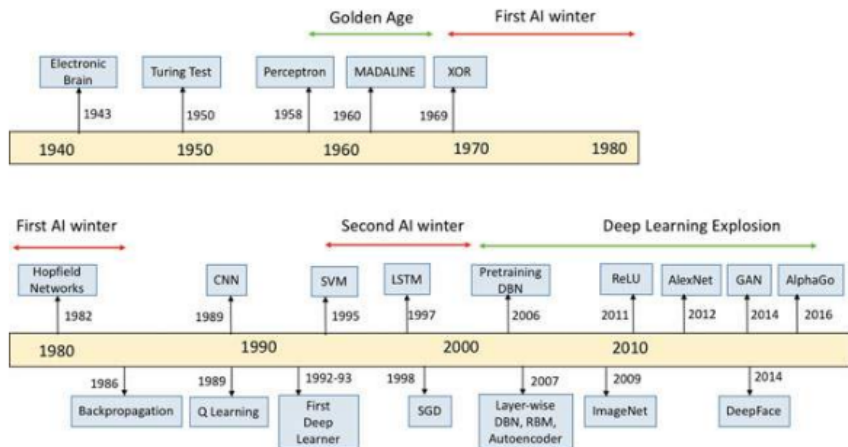 Golden Age
First AI winter
Electronic
Brain
Turing Test
Perceptron
MADALINE
XOR
1943
1950
1958
1960
1969
1940
1950
1960
1970
1980
First AI winter
Second AI winter
Deep Learning Explosion
Hopfield
Networks
CNN
SVM
LSTM
Pretraining
DBN
ReLU
AlexNet
GAN
AlphaGo
1982
1989
1995
1997
2006
2011
2012
2014
2016
1980
1990
2000
2010
1986
1989
1992-93
1998
2007
2009
2014
Backpropagation
Q Learning
First
Deep
Learner
SGD
Layer-wise
DBN, RBM,
Autoencoder
ImageNet
DeepFace